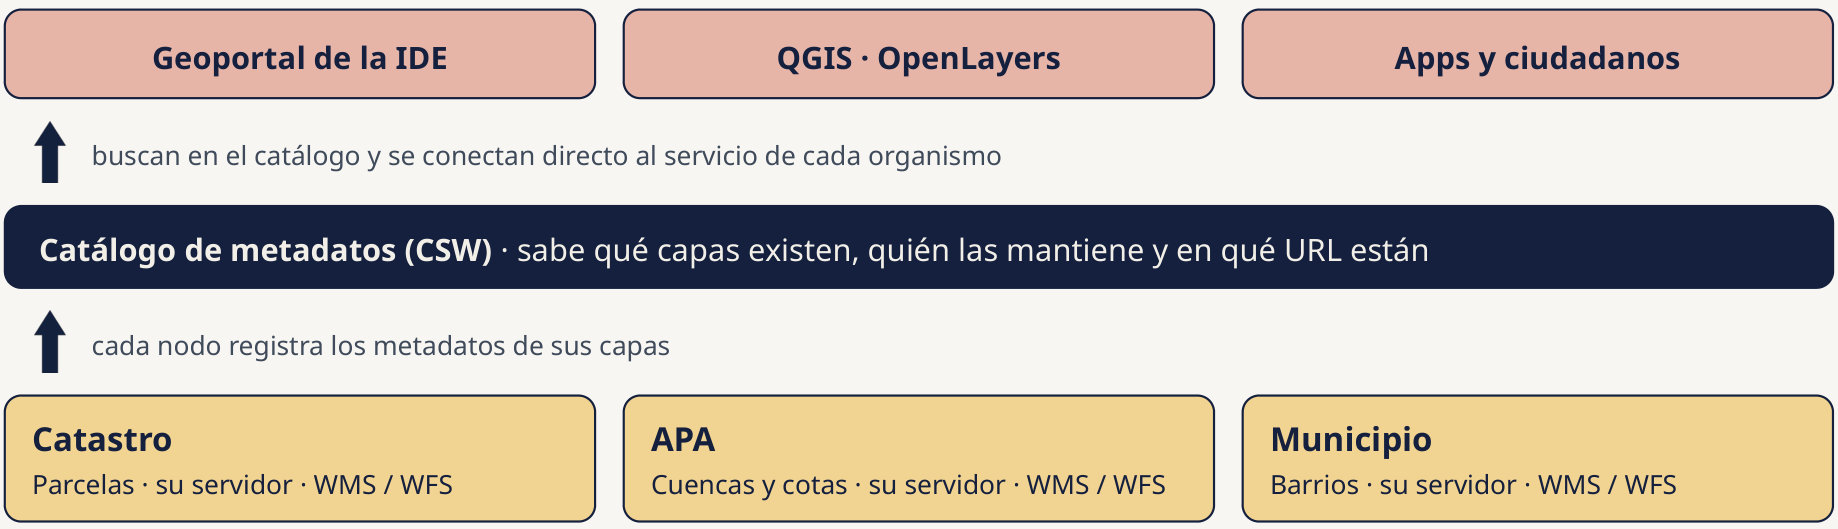 Geoportal de la IDE
QGIS · OpenLayers
Apps y ciudadanos
buscan en el catálogo y se conectan directo al servicio de cada organismo
Catálogo de metadatos (CSW) · sabe qué capas existen, quién las mantiene y en qué URL están
cada nodo registra los metadatos de sus capas
Catastro
Parcelas · su servidor · WMS / WFS
APA
Cuencas y cotas · su servidor · WMS / WFS
Municipio
Barrios · su servidor · WMS / WFS